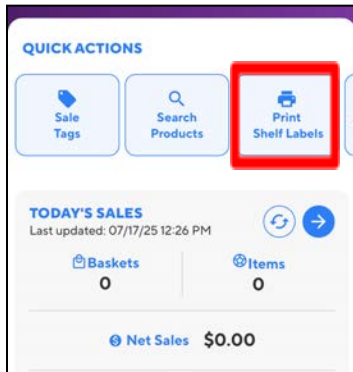 QUICK ACTIONS
Sale
Tags
Search
Products
Print
Shelf Labels
TODAY'S SALES
Last updated: 07/17/25 12:26 PM
Baskets
0
Items
0
Net Sales $0.00